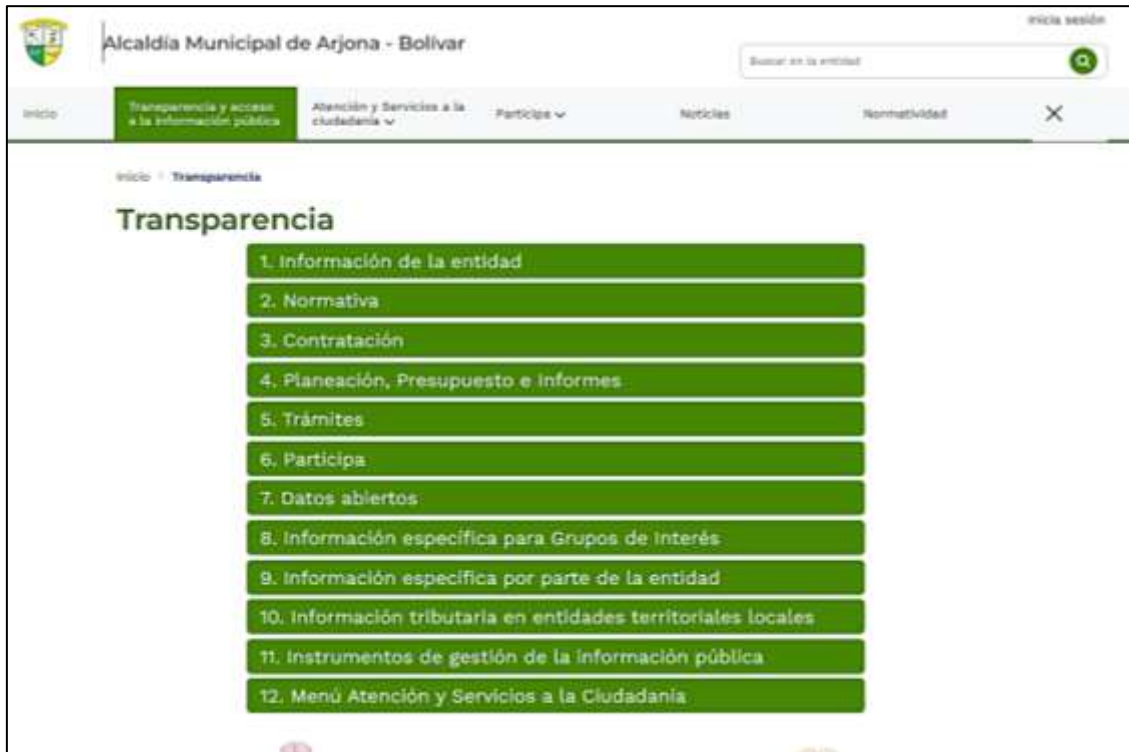 Inicia sesión
Alcaldía Municipal de Arjona - Bolívar
Buscar en la entidad
Inicio
Transparencia y acceso
a la información pública
Atención y Servicios a la
ciudadanía
Participa
Noticias
Normatividad
Inicio
Transparencia
Transparencia
1. Información de la entidad
2. Normativa
3. Contratación
4. Planeación, Presupuesto e Informes
5. Trámites
6. Participa
7. Datos abiertos
8. Información específica para Grupos de Interés
9. Información específica por parte de la entidad
10. Información tributaria en entidades territoriales locales
11. Instrumentos de gestión de la información pública
12. Menú Atención y Servicios a la Ciudadanía